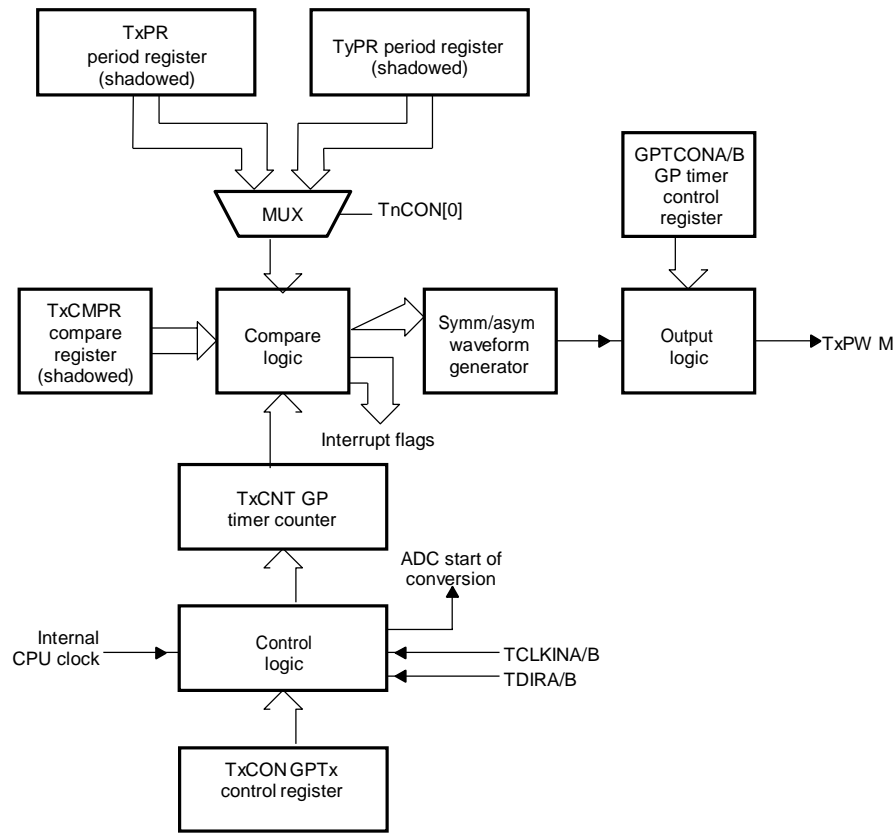 TxPR
period register
(shadowed)
TyPR period register
(shadowed)
GPTCONA/B
GP timer
control
register
MUX
TnCON[0]
TxCMPR
compare
register
(shadowed)
Compare
logic
Symm/asym
waveform
generator
Output
logic
TxPW M
Interrupt flags
TxCNT GP
timer counter
ADC start of
conversion
Internal
CPU clock
Control
logic
TCLKINA/B
TDIRA/B
TxCON GPTx
control register